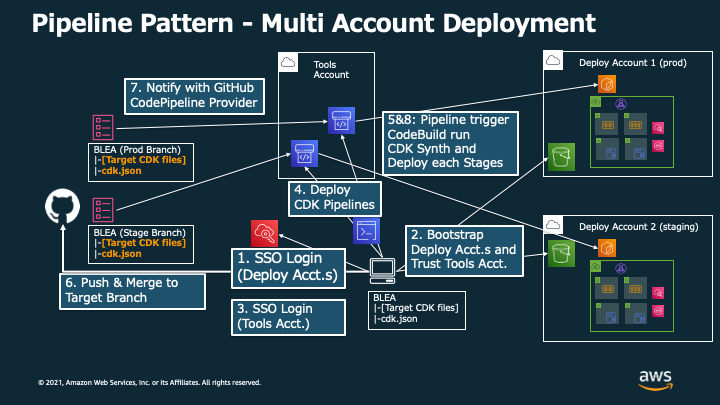 Pipeline Pattern - Multi Account Deployment
Tools
Account
Deploy Account 1 (prod)
7. Notify with GitHub
CodePipeline Provider
5&8: Pipeline trigger
CodeBuild run
CDK Synth and
Deploy each Stages
BLEA (Prod Branch)
|-[Target CDK files]
|-cdk.json
4. Deploy
CDK Pipelines
BLEA (Stage Branch)
|-[Target CDK files]
|-cdk.json
2. Bootstrap
Deploy Acct.s and
Trust Tools Acct.
Deploy Account 2 (staging)
1. SSO Login
(Deploy Acct.s)
6. Push & Merge to
Target Branch
3. SSO Login
(Tools Acct.)
BLEA
|-[Target CDK files]
|-cdk.json
© 2021, Amazon Web Services, Inc. or its Affiliates. All rights reserved.
aws